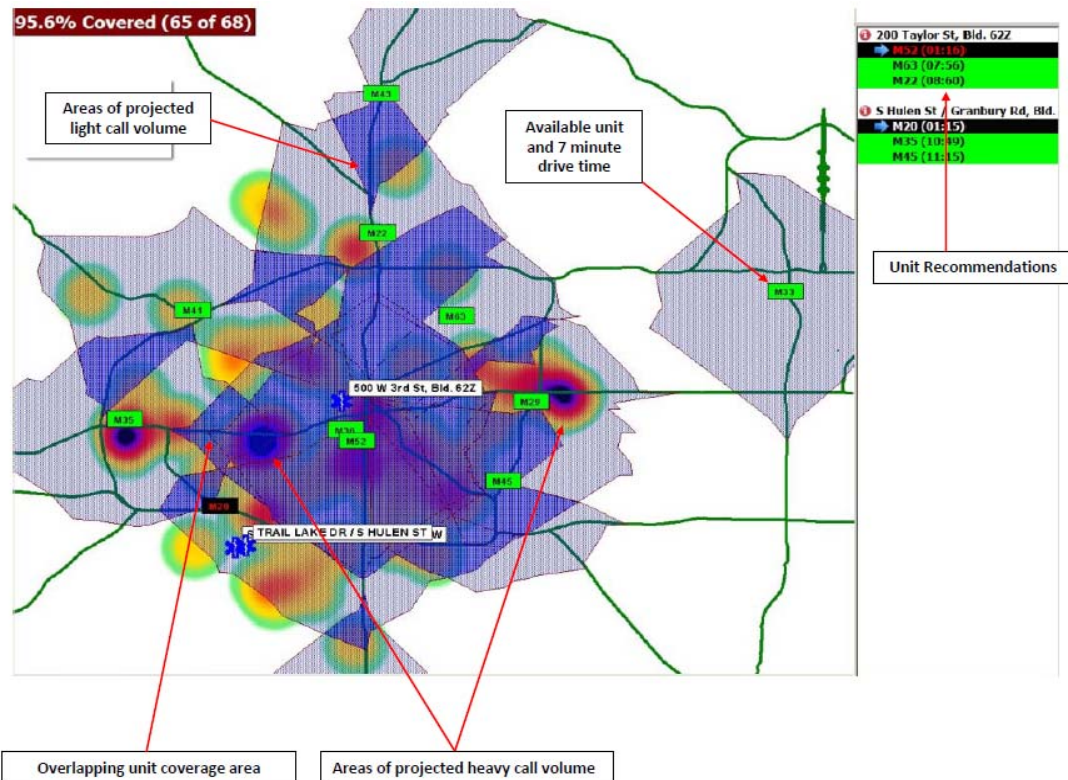 95.6% Covered (65 of 68)
200 Taylor St, Bld. 62Z
M52 (01:16)
M63 (07:56)
M22 (08:60)
S Hulen St / Granbury Rd, Bld.
M20 (01:15)
M35 (10:49)
M45 (11:15)
Areas of projected
light call volume
M43
Available unit
and 7 minute
drive time
M22
Unit Recommendations
M33
M41
M63
500 W 3rd St, Bld. 62Z
M29
M35
M52
M45
M20
TRAIL LAKE DR / S HULEN ST
W
Overlapping unit coverage area
Areas of projected heavy call volume